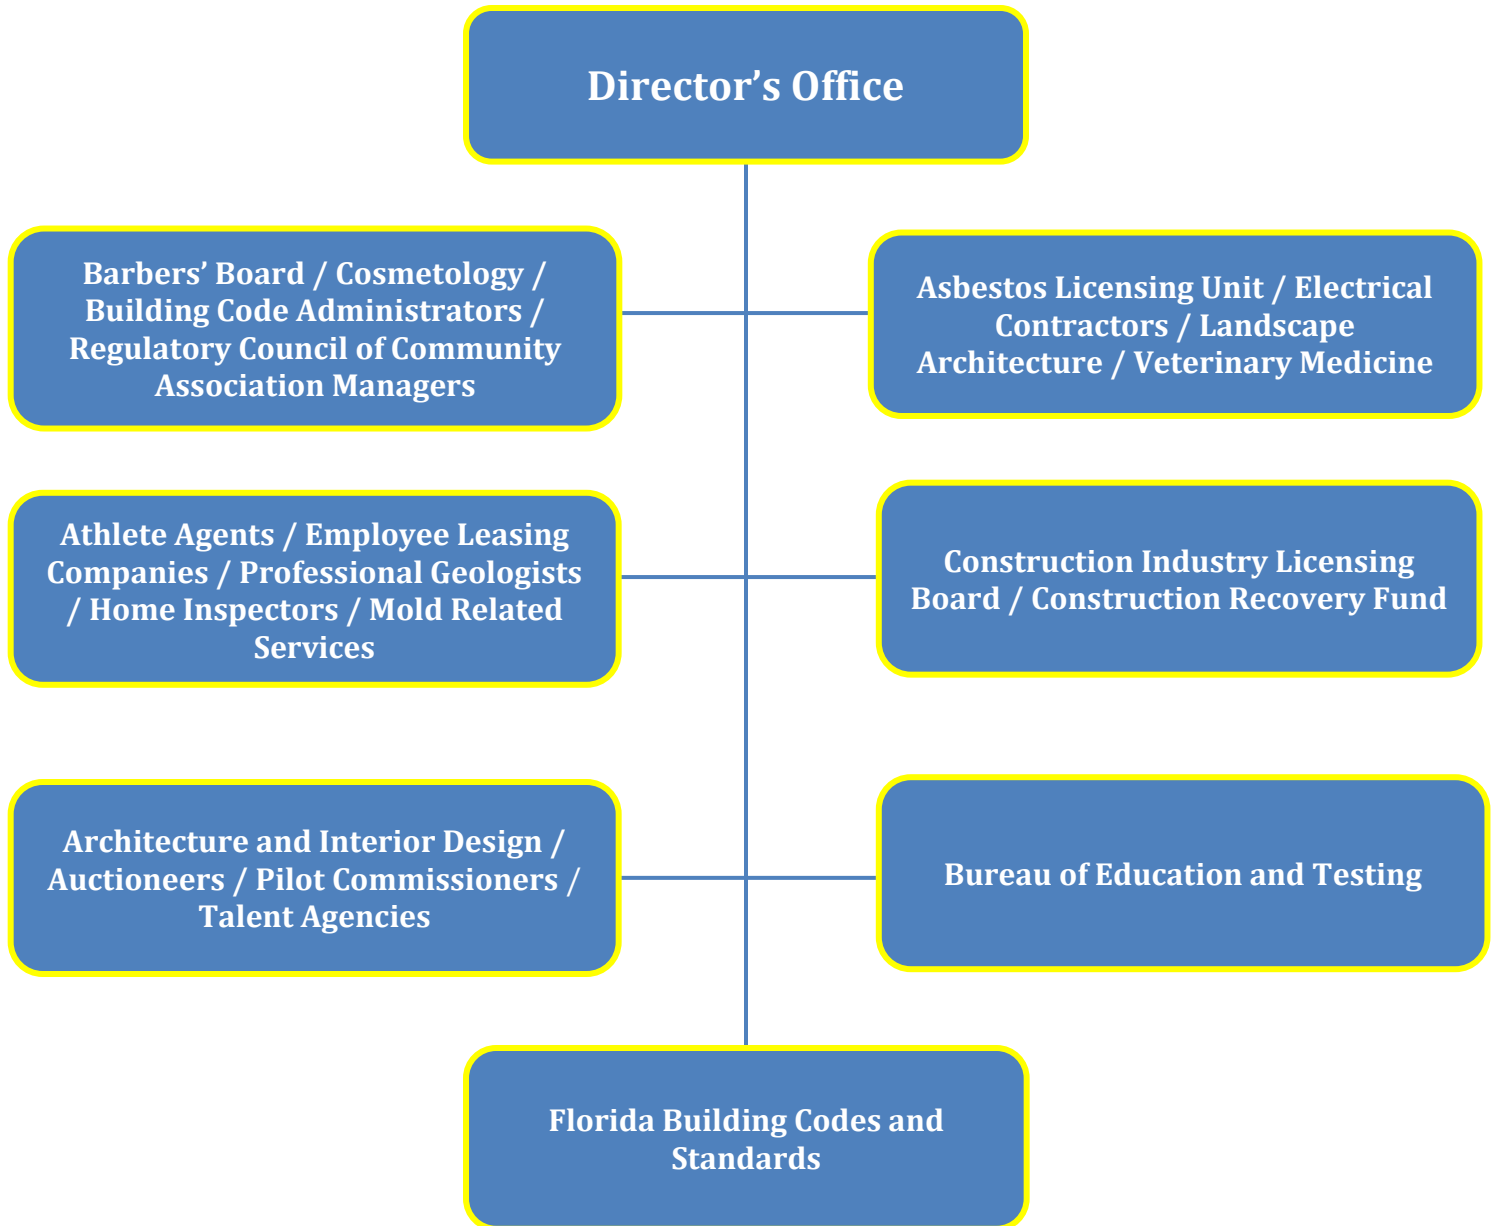 Director’s Office
Barbers’ Board / Cosmetology /
Building Code Administrators /
Regulatory Council of Community
Association Managers
Asbestos Licensing Unit / Electrical
Contractors / Landscape
Architecture / Veterinary Medicine
Athlete Agents / Employee Leasing
Companies / Professional Geologists
/ Home Inspectors / Mold Related
Services
Construction Industry Licensing
Board / Construction Recovery Fund
Architecture and Interior Design /
Auctioneers / Pilot Commissioners /
Talent Agencies
Bureau of Education and Testing
Florida Building Codes and
Standards